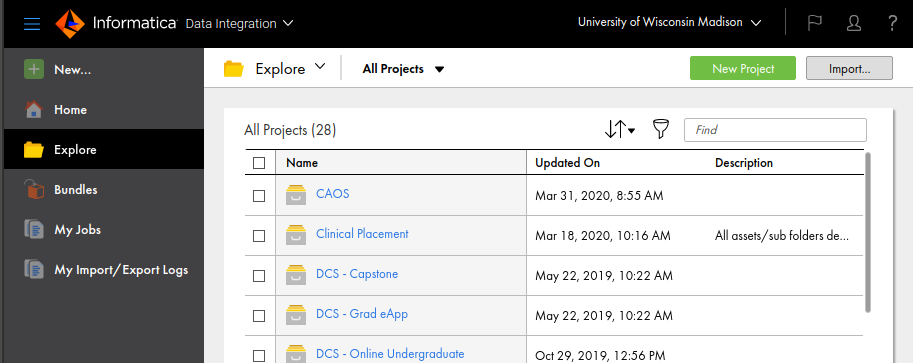 Informatica Data Integration University of Wisconsin Madison ?
New...
Home
Explore
Bundles
My Jobs
My Import/Export Logs
Explore All Projects New Project Import...
All Projects (28) Find
Name Updated On Description
CAOS Mar 31, 2020, 8:55 AM
Clinical Placement Mar 18, 2020, 10:16 AM All assets/sub folders de...
DCS - Capstone May 22, 2019, 10:22 AM
DCS - Grad eApp May 22, 2019, 10:22 AM
DCS - Online Undergraduate Oct 29, 2019, 12:56 PM